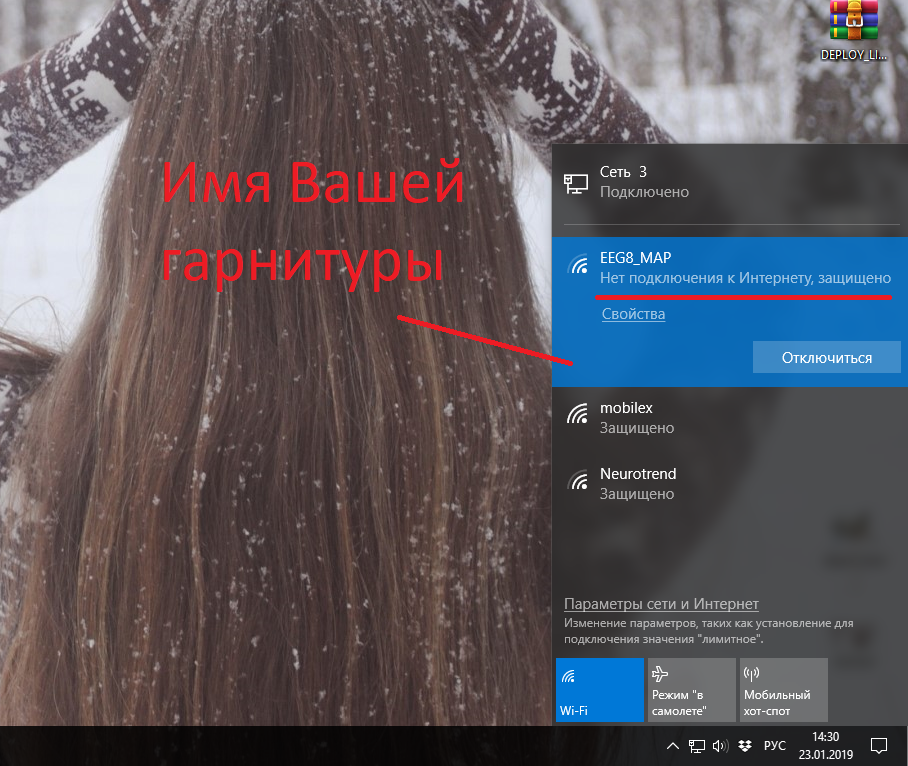 DEPLOY_LI...
Имя Вашей
гарнитуры
Сеть 3
Подключено
EEG8_MAP
Нет подключения к Интернету, защищено
Свойства
Отключиться
mobilex
Защищено
Neurotrend
Защищено
Параметры сети и Интернет
Изменение параметров, таких как установление для
подключения значения "лимитное".
Wi-Fi
Режим "в
самолете"
Мобильный
хот-спот
РУС
14:30
23.01.2019